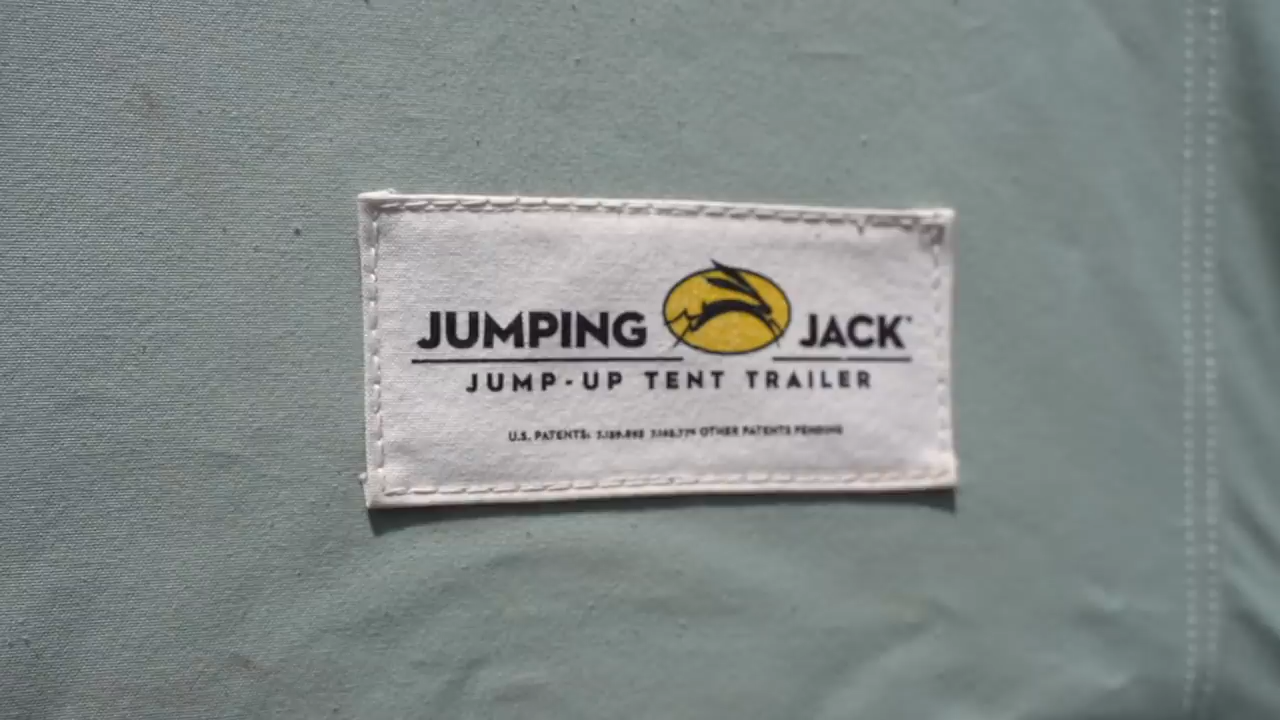 JUMPING JACK
JUMP-UP TENT TRAILER
U.S. PATENTS: OTHER PATENTS PENDING